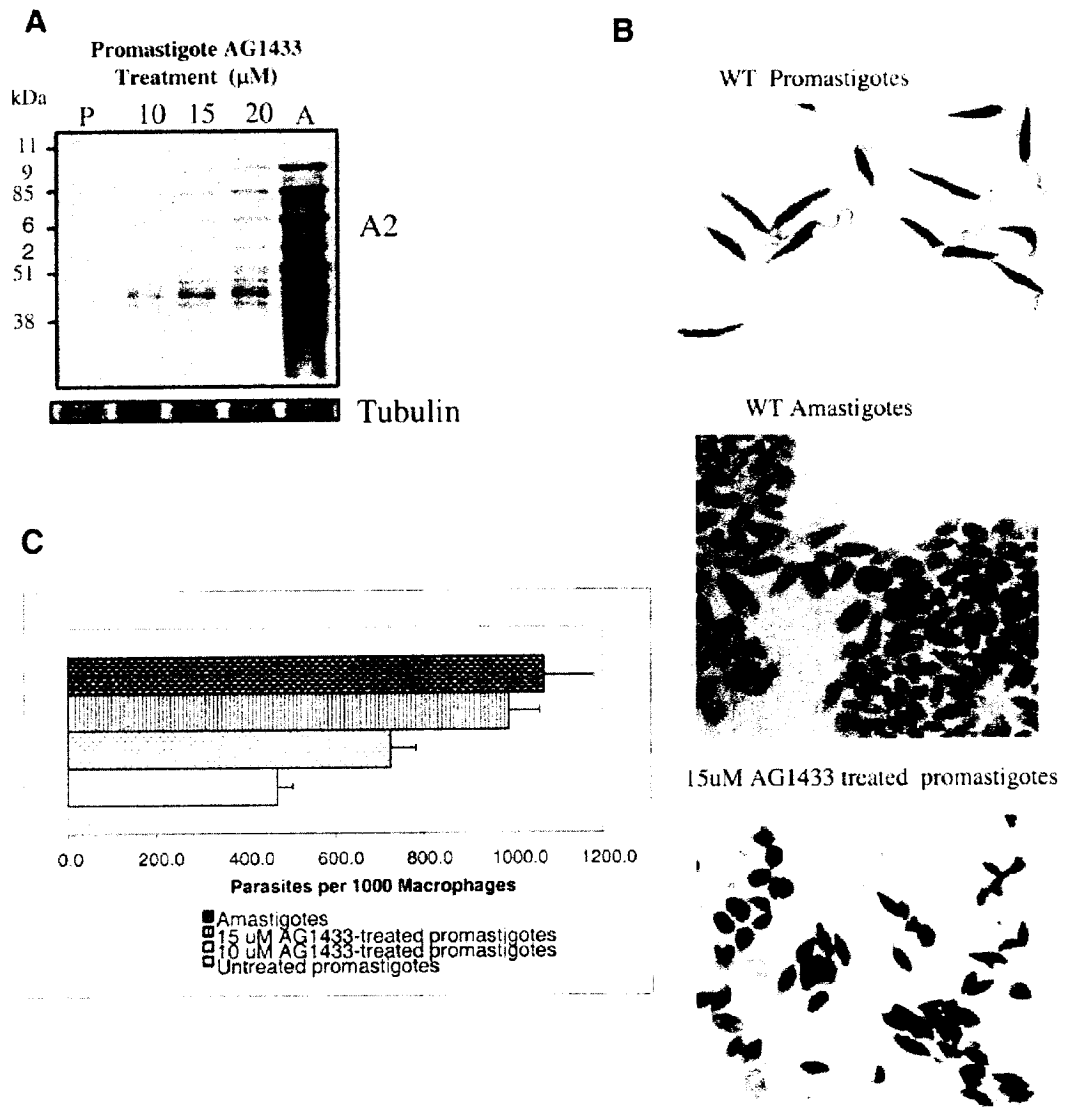 A
Promastigote AG1433
Treatment (µM)
kDa
P 10 15 20 A
11
9
85
6
2
51
38
A2
Tubulin
B
WT Promastigotes
WT Amastigotes
15uM AG1433 treated promastigotes
C
0.0 200.0 400.0 600.0 800.0 1000.0 1200.0
Parasites per 1000 Macrophages
Amastigotes
15 uM AG1433-treated promastigotes
10 uM AG1433-treated promastigotes
Untreated promastigotes